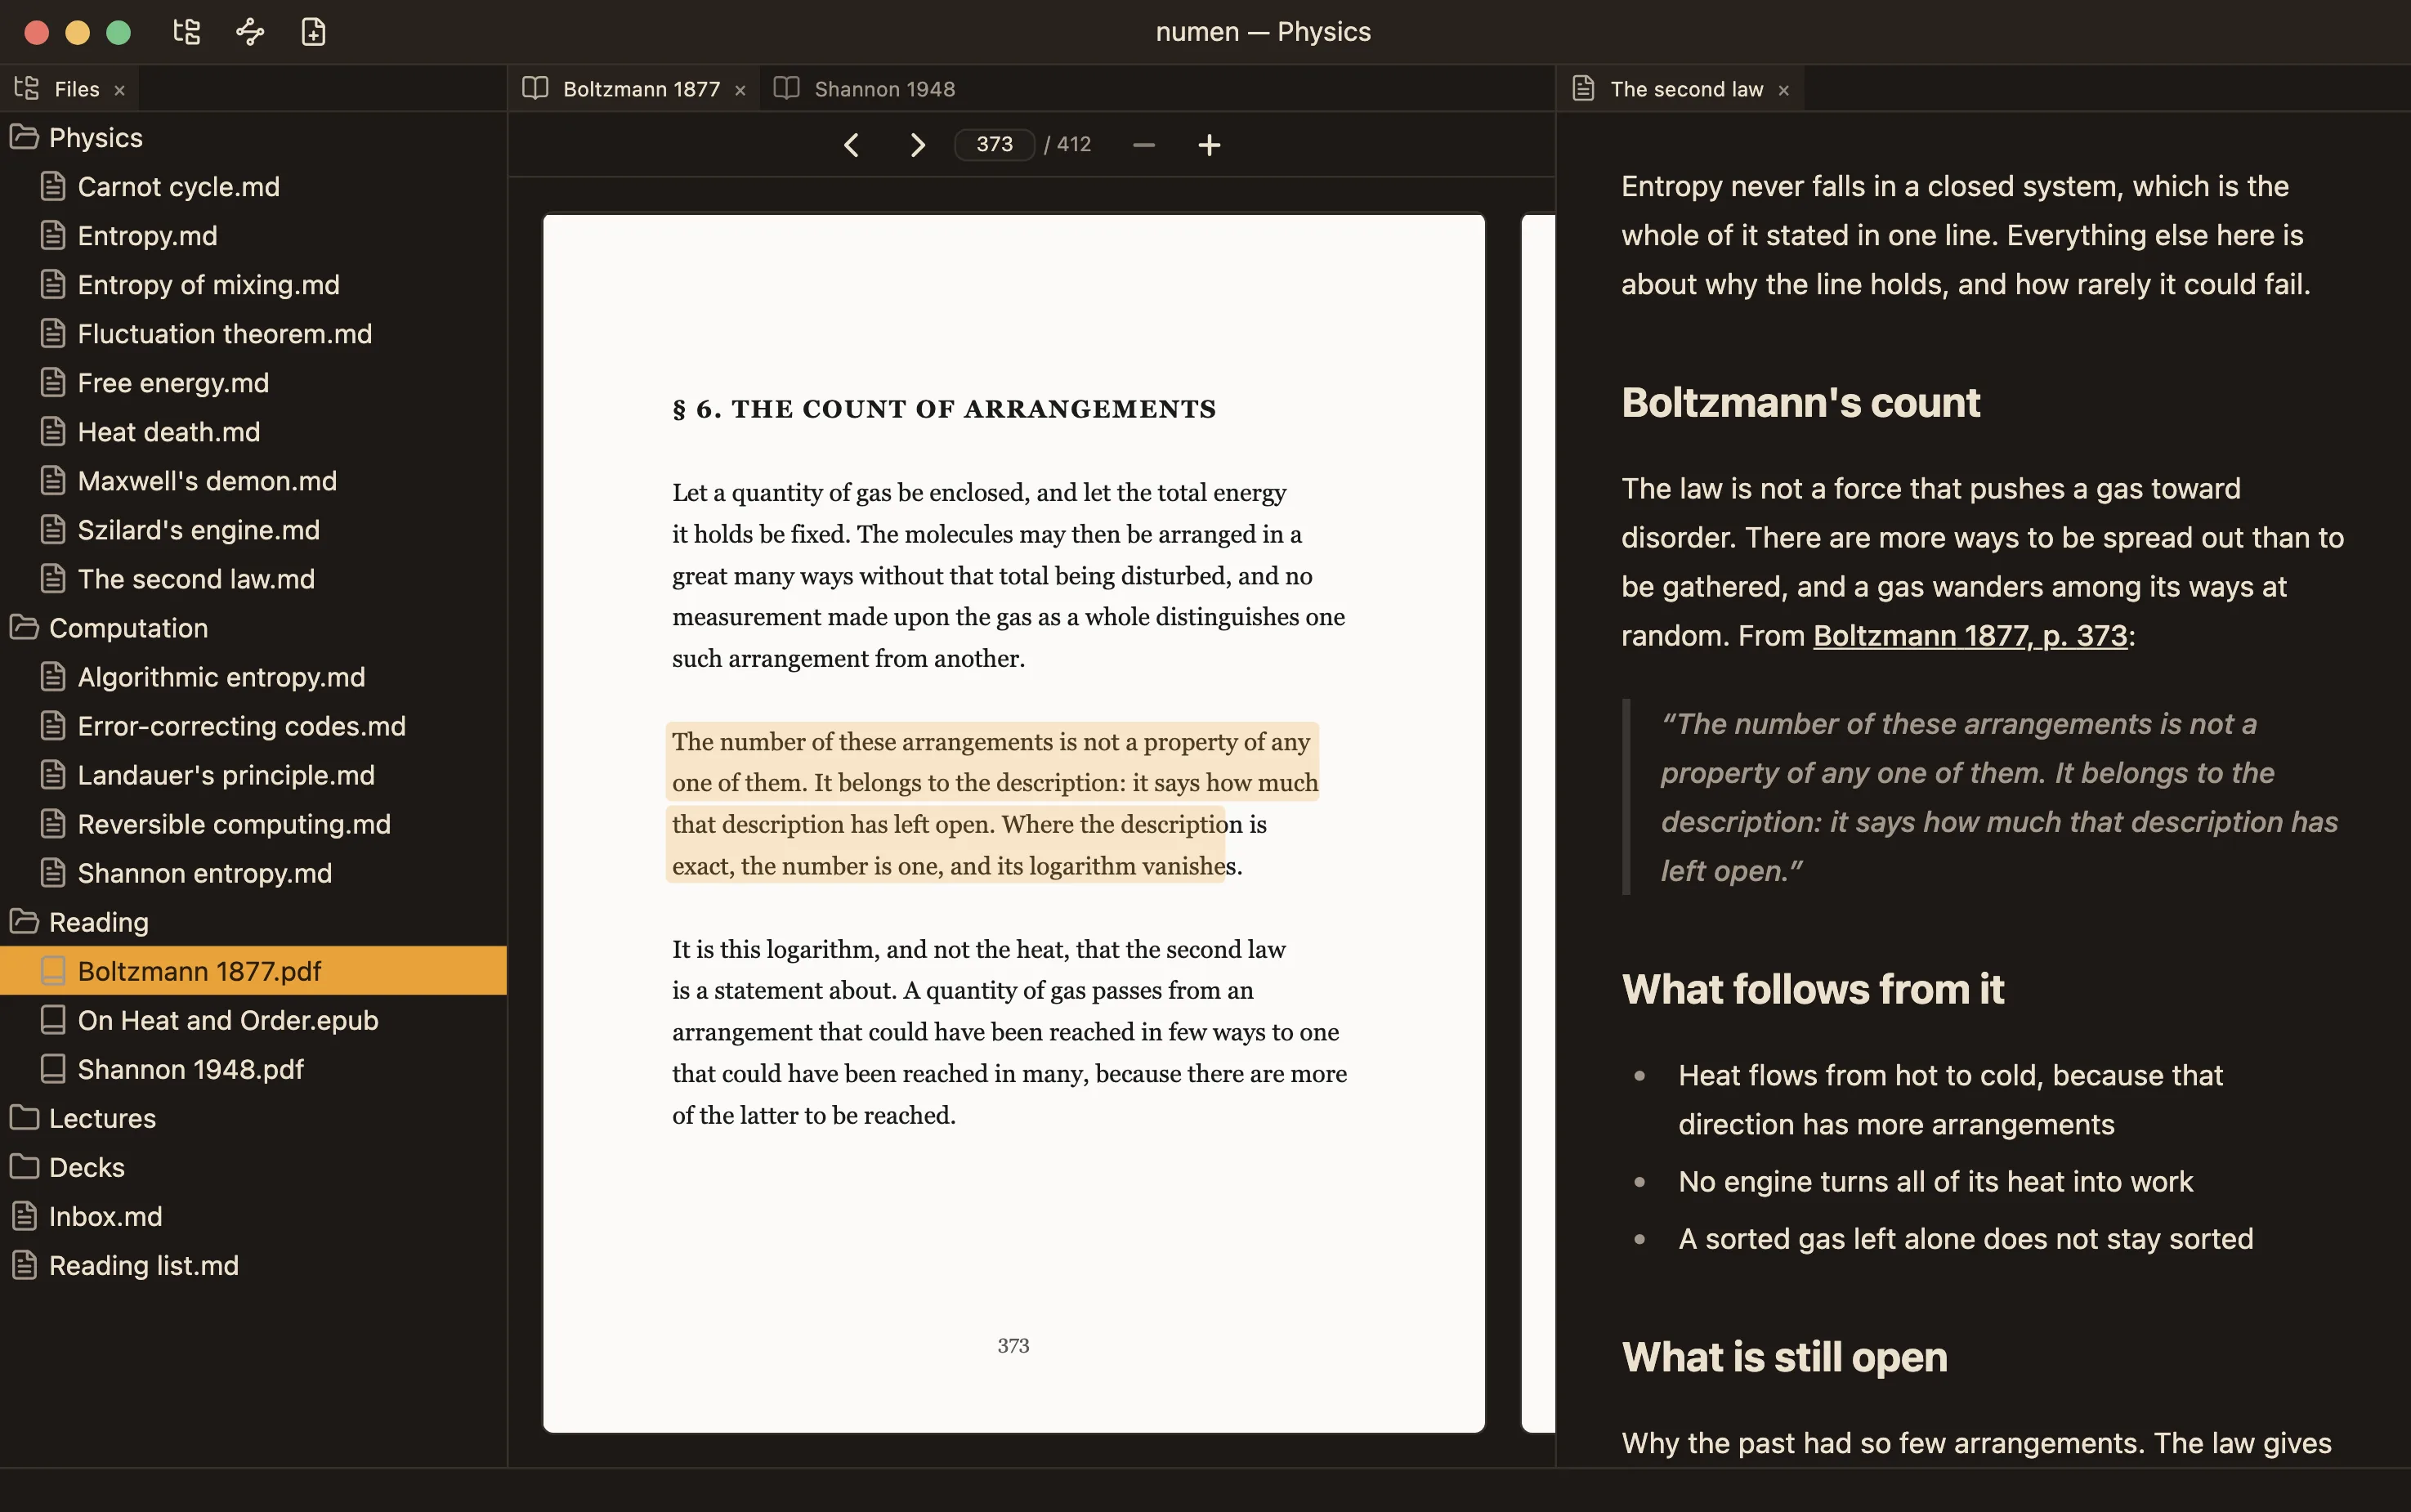 numen — Physics
Files
Boltzmann 1877
Shannon 1948
The second law
Physics
Carnot cycle.md
Entropy.md
Entropy of mixing.md
Fluctuation theorem.md
Free energy.md
Heat death.md
Maxwell's demon.md
Szilard's engine.md
The second law.md
Computation
Algorithmic entropy.md
Error-correcting codes.md
Landauer's principle.md
Reversible computing.md
Shannon entropy.md
Reading
Boltzmann 1877.pdf
On Heat and Order.epub
Shannon 1948.pdf
Lectures
Decks
Inbox.md
Reading list.md
373 / 412
§ 6. THE COUNT OF ARRANGEMENTS
Let a quantity of gas be enclosed, and let the total energy
it holds be fixed. The molecules may then be arranged in a
great many ways without that total being disturbed, and no
measurement made upon the gas as a whole distinguishes one
such arrangement from another.
The number of these arrangements is not a property of any
one of them. It belongs to the description: it says how much
that description has left open. Where the description is
exact, the number is one, and its logarithm vanishes.
It is this logarithm, and not the heat, that the second law
is a statement about. A quantity of gas passes from an
arrangement that could have been reached in few ways to one
that could have been reached in many, because there are more
of the latter to be reached.
373
Entropy never falls in a closed system, which is the
whole of it stated in one line. Everything else here is
about why the line holds, and how rarely it could fail.
Boltzmann's count
The law is not a force that pushes a gas toward
disorder. There are more ways to be spread out than to
be gathered, and a gas wanders among its ways at
random. From Boltzmann 1877, p. 373:
“The number of these arrangements is not a
property of any one of them. It belongs to the
description: it says how much that description has
left open.”
What follows from it
• Heat flows from hot to cold, because that
direction has more arrangements
• No engine turns all of its heat into work
• A sorted gas left alone does not stay sorted
What is still open
Why the past had so few arrangements. The law gives